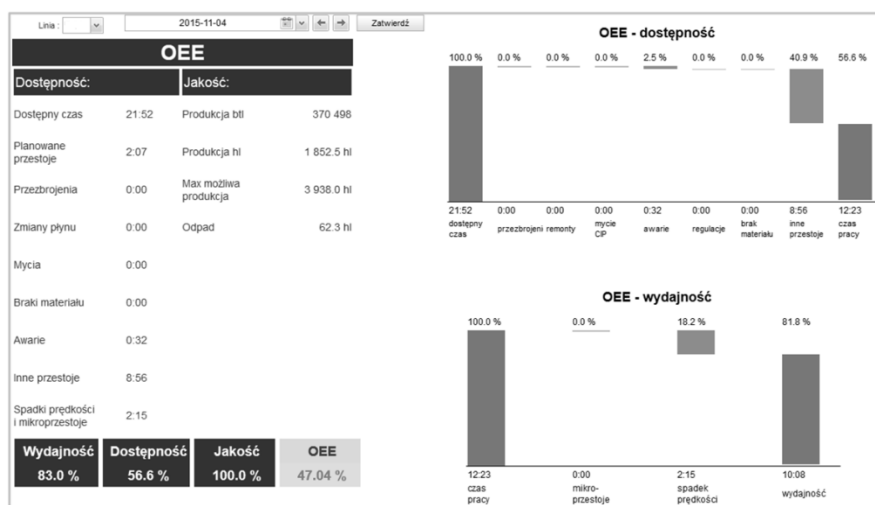 Linia :
2015-11-04
Zatwierdź
OEE
Dostępność:
Jakość:
Dostępny czas 21:52 Produkcja btl 370 498
Planowane
przestoje 2:07 Produkcja hl 1 852.5 hl
Przezbrojenia 0:00 Max możliwa
produkcja 3 938.0 hl
Zmiany płynu 0:00 Odpad 62.3 hl
Mycia 0:00
Braki materiału 0:00
Awarie 0:32
Inne przestoje 8:56
Spadki prędkości
i mikroprzestoje 2:15
Wydajność Dostępność Jakość OEE
83.0 % 56.6 % 100.0 % 47.04 %
OEE - dostępność
100.0 % 0.0 % 0.0 % 0.0 % 2.5 % 0.0 % 0.0 % 40.9 % 56.6 %
21:52 0:00 0:00 0:00 0:32 0:00 0:00 8:56 12:23
dostępny
czas
przezbrojeni
remonty
mycie
CIP
awarie
regulacje
brak
materiału
inne
przestoje
czas
pracy
OEE - wydajność
100.0 % 0.0 % 18.2 % 81.8 %
12:23 0:00 2:15 10:08
czas
pracy
mikro-
przestoje
spadek
prędkości
wydajność